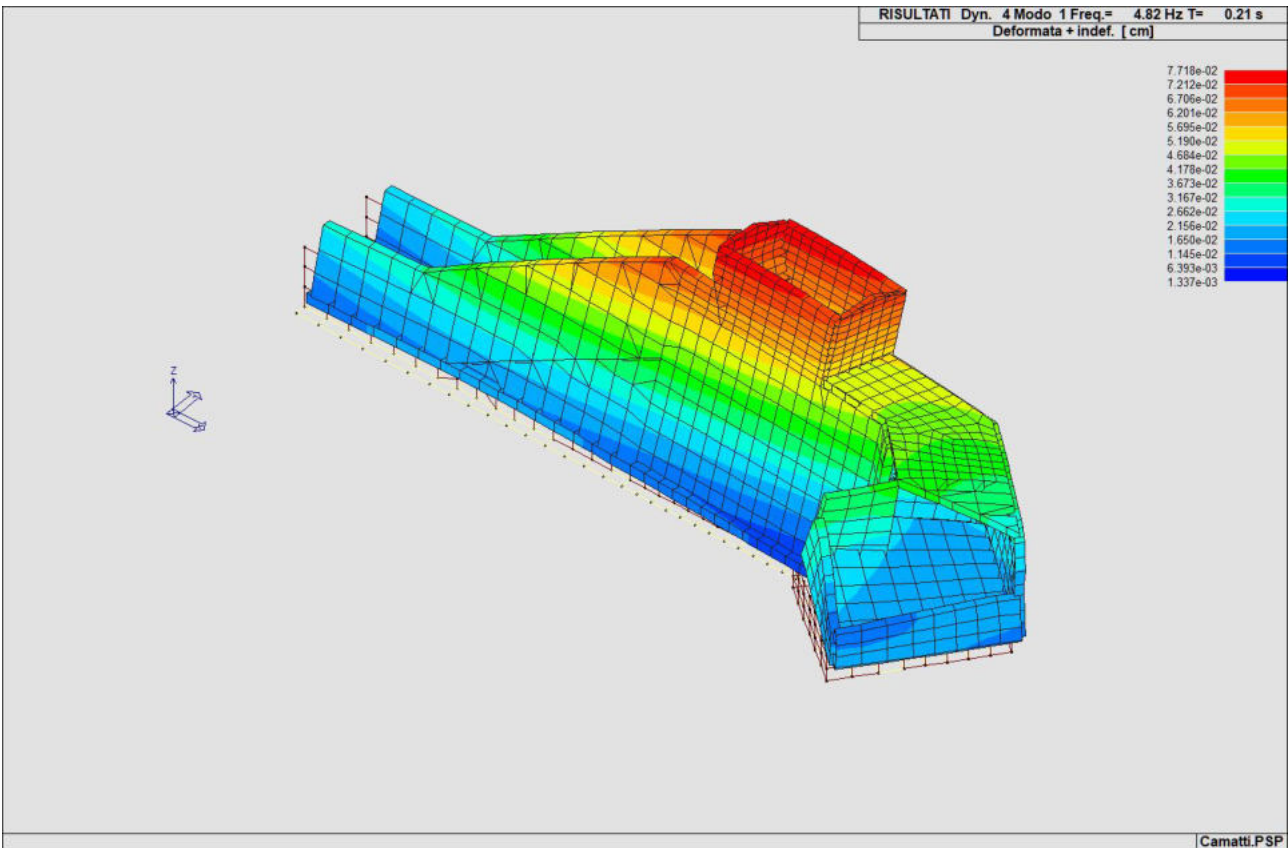 RISULTATI Dyn. 4 Modo 1 Freq.= 4.82 Hz T= 0.21 s
Deformata + indef. [ cm]
7.718e-02
7.212e-02
6.706e-02
6.201e-02
5.695e-02
5.190e-02
4.684e-02
4.178e-02
3.673e-02
3.167e-02
2.662e-02
2.156e-02
1.650e-02
1.145e-02
6.393e-03
1.337e-03
Z
Camatti.PSP